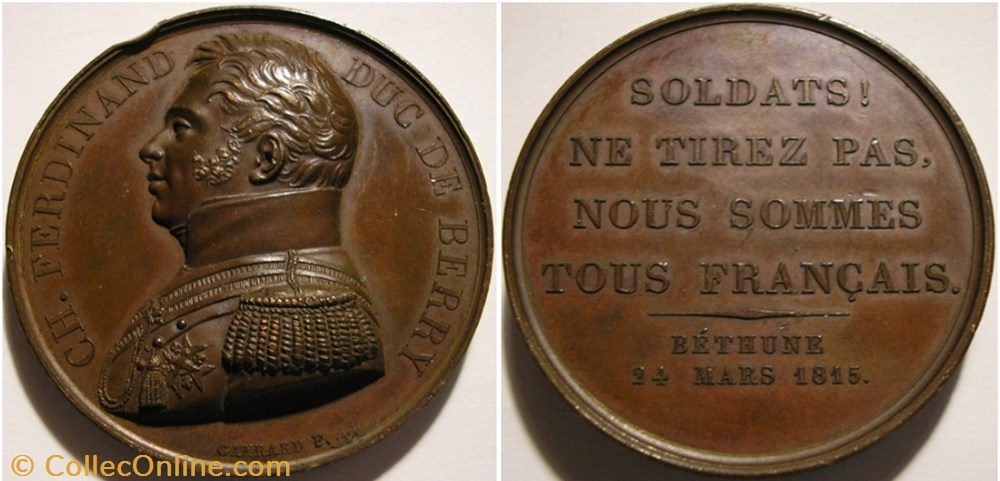 CH. FERDINAND DUC DE BERRY
GAYRARD F.
SOLDATS!
NE TIREZ PAS,
NOUS SOMMES
TOUS FRANÇAIS.
BÉTHUNE
24 MARS 1815.
© CollecOnline.com